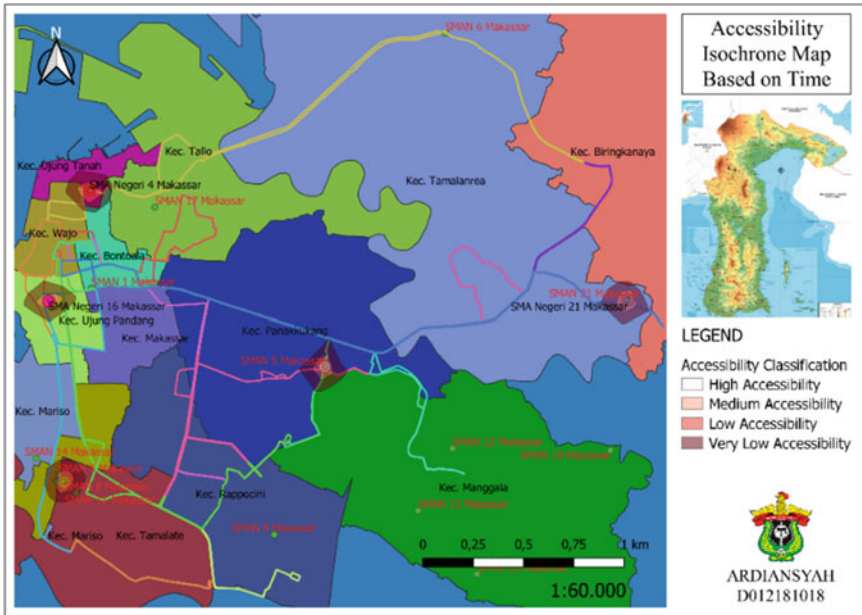 Accessibility
Isochrone Map
Based on Time
N
SMAN 6 Makassar
Kec. Tallo
Kec. Ujung Tanah
Kec. Biringkanaya
SMA Negeri 4 Makassar
Kec. Tamalanrea
SMAN 17 Makassar
Kec. Wajo
Kec. Bontoala
SMAN 1 Makassar
SMAN 21 Makassar
SMA Negeri 16 Makassar
SMA Negeri 21 Makassar
Kec. Ujung Pandang
Kec. Makassar
Kec. Panakkukang
SMAN 5 Makassar
Kec. Mariso
SMAN 14 Makassar
SMAN 12 Makassar
Kec. Manggala
Kec. Rappocini
SMAN 13 Makassar
SMAN 9 Makassar
Kec. Mariso
Kec. Tamalate
0 0,25 0,5 0,75 1 km
1:60.000
LEGEND
Accessibility Classification
High Accessibility
Medium Accessibility
Low Accessibility
Very Low Accessibility
ARDIANSYAH
D012181018